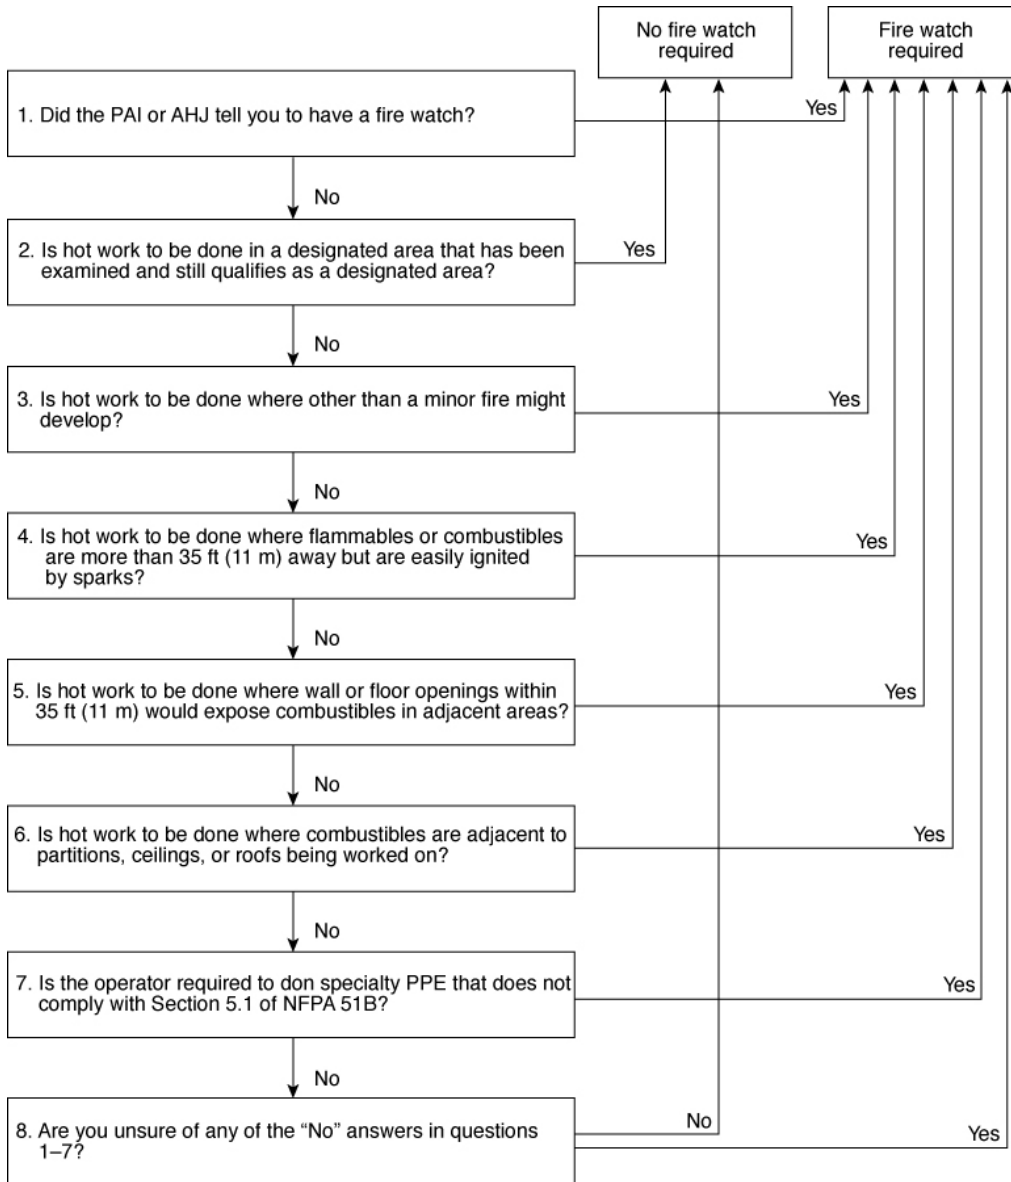 No fire watch
required
Fire watch
required
1. Did the PAI or AHJ tell you to have a fire watch?
Yes
No
2. Is hot work to be done in a designated area that has been
examined and still qualifies as a designated area?
Yes
No
3. Is hot work to be done where other than a minor fire might
develop?
Yes
No
4. Is hot work to be done where flammables or combustibles
are more than 35 ft (11 m) away but are easily ignited
by sparks?
Yes
No
5. Is hot work to be done where wall or floor openings within
35 ft (11 m) would expose combustibles in adjacent areas?
Yes
No
6. Is hot work to be done where combustibles are adjacent to
partitions, ceilings, or roofs being worked on?
Yes
No
7. Is the operator required to don specialty PPE that does not
comply with Section 5.1 of NFPA 51B?
Yes
No
8. Are you unsure of any of the “No” answers in questions
1–7?
No
Yes